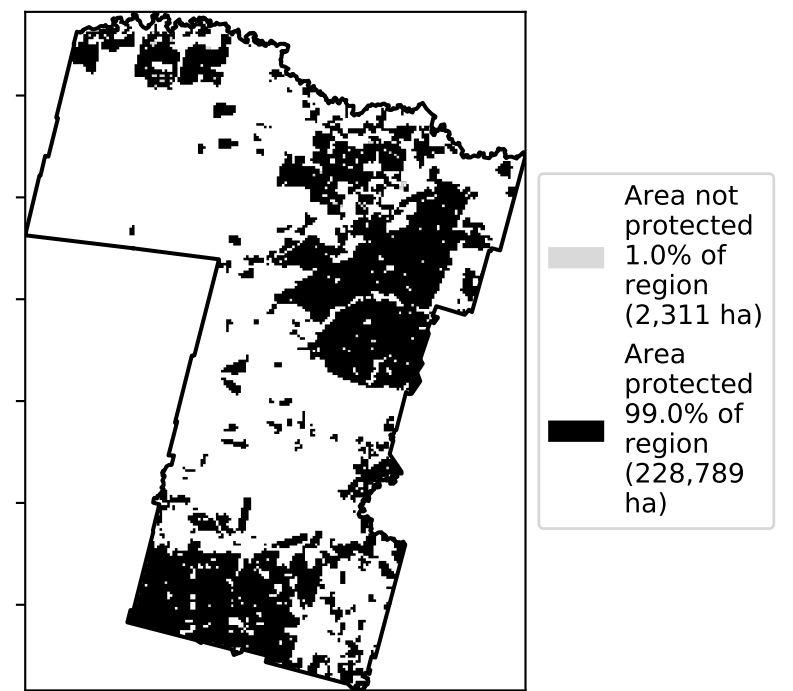 Area not
protected
1.0% of
region
(2,311 ha)
Area
protected
99.0% of
region
(228,789
ha)